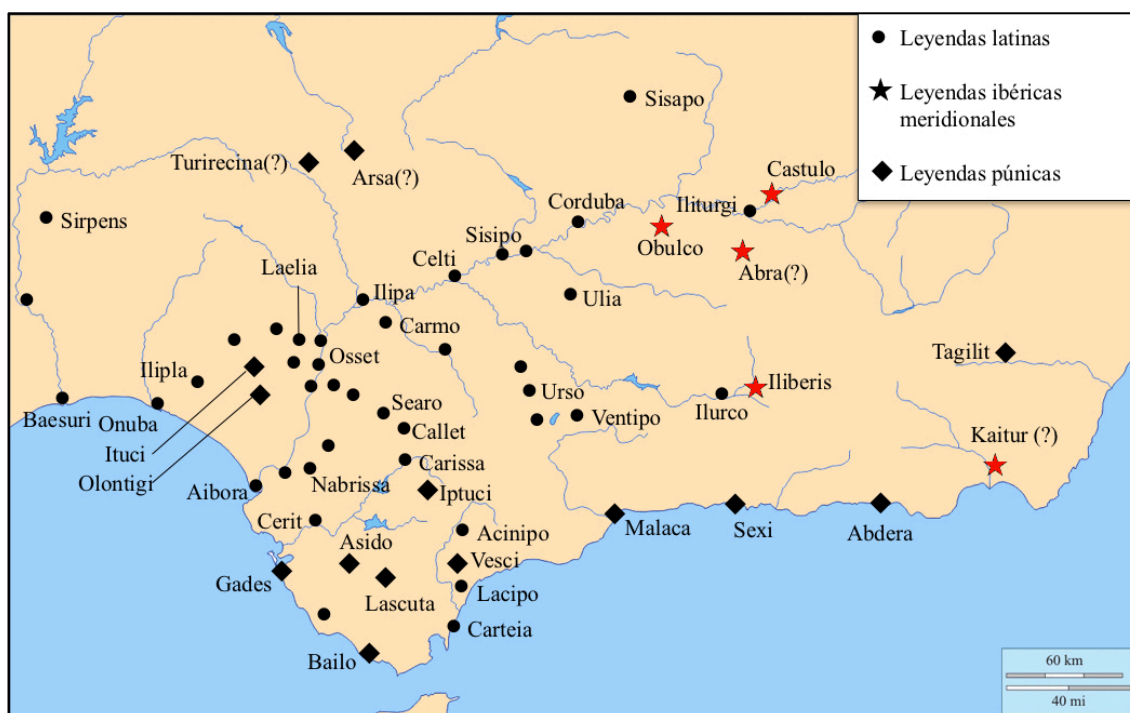 Leyendas latinas
Leyendas ibéricas
meridionales
Leyendas púnicas
Sisapo
Turirecina(?)
Arsa(?)
Castulo
Sirpens
Corduba
Iliturgi
Obulco
Sisipo
Abra(?)
Laelia
Celti
Ilipa
Ulia
Carmo
Osset
Tagilit
Ilipla
Iliberis
Urso
Ilurco
Baesuri
Onuba
Searo
Ventipo
Callet
Ituci
Kaitur (?)
Olontigi
Carissa
Aibora
Nabrissa
Iptuci
Cerit
Acinipo
Malaca
Sexi
Abdera
Asido
Vesci
Gades
Lascuta
Lacipo
Carteia
Bailo
60 km
40 mi